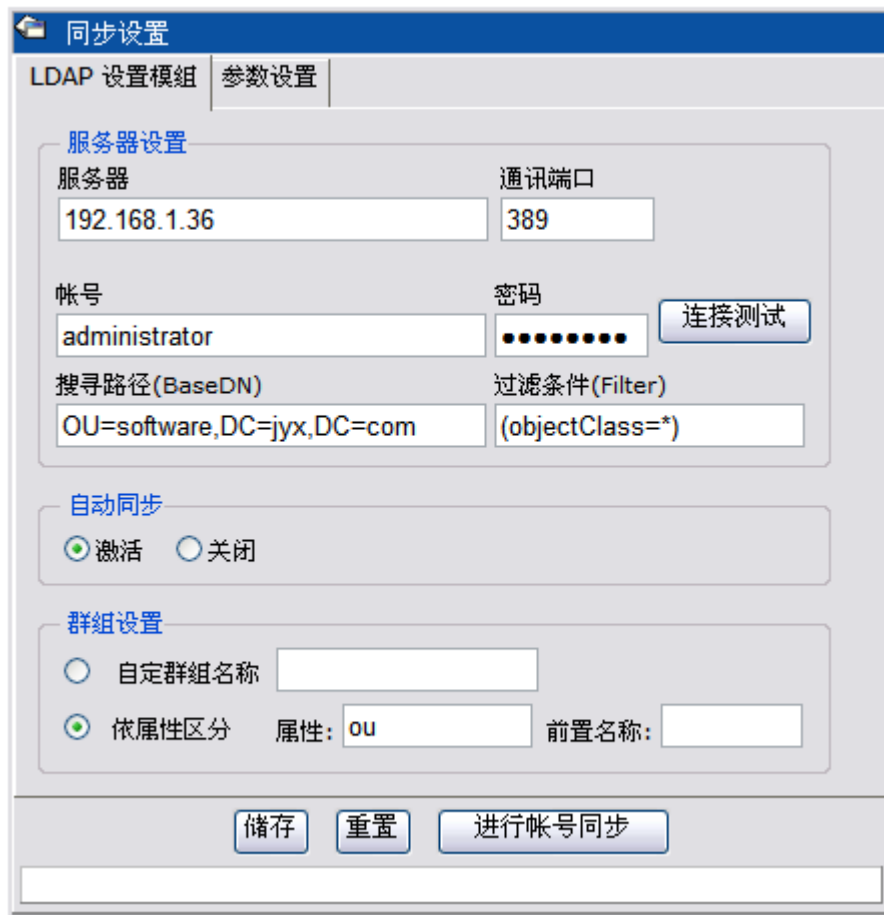 同步设置
LDAP 设置模组 参数设置
服务器设置
服务器 通讯端口
192.168.1.36 389
帐号 密码
administrator ●●●●●●●● 连接测试
搜寻路径(BaseDN) 过滤条件(Filter)
OU=software,DC=jyx,DC=com (objectClass=*)
自动同步
激活 关闭
群组设置
自定群组名称
依属性区分 属性: ou 前置名称:
储存 重置 进行帐号同步